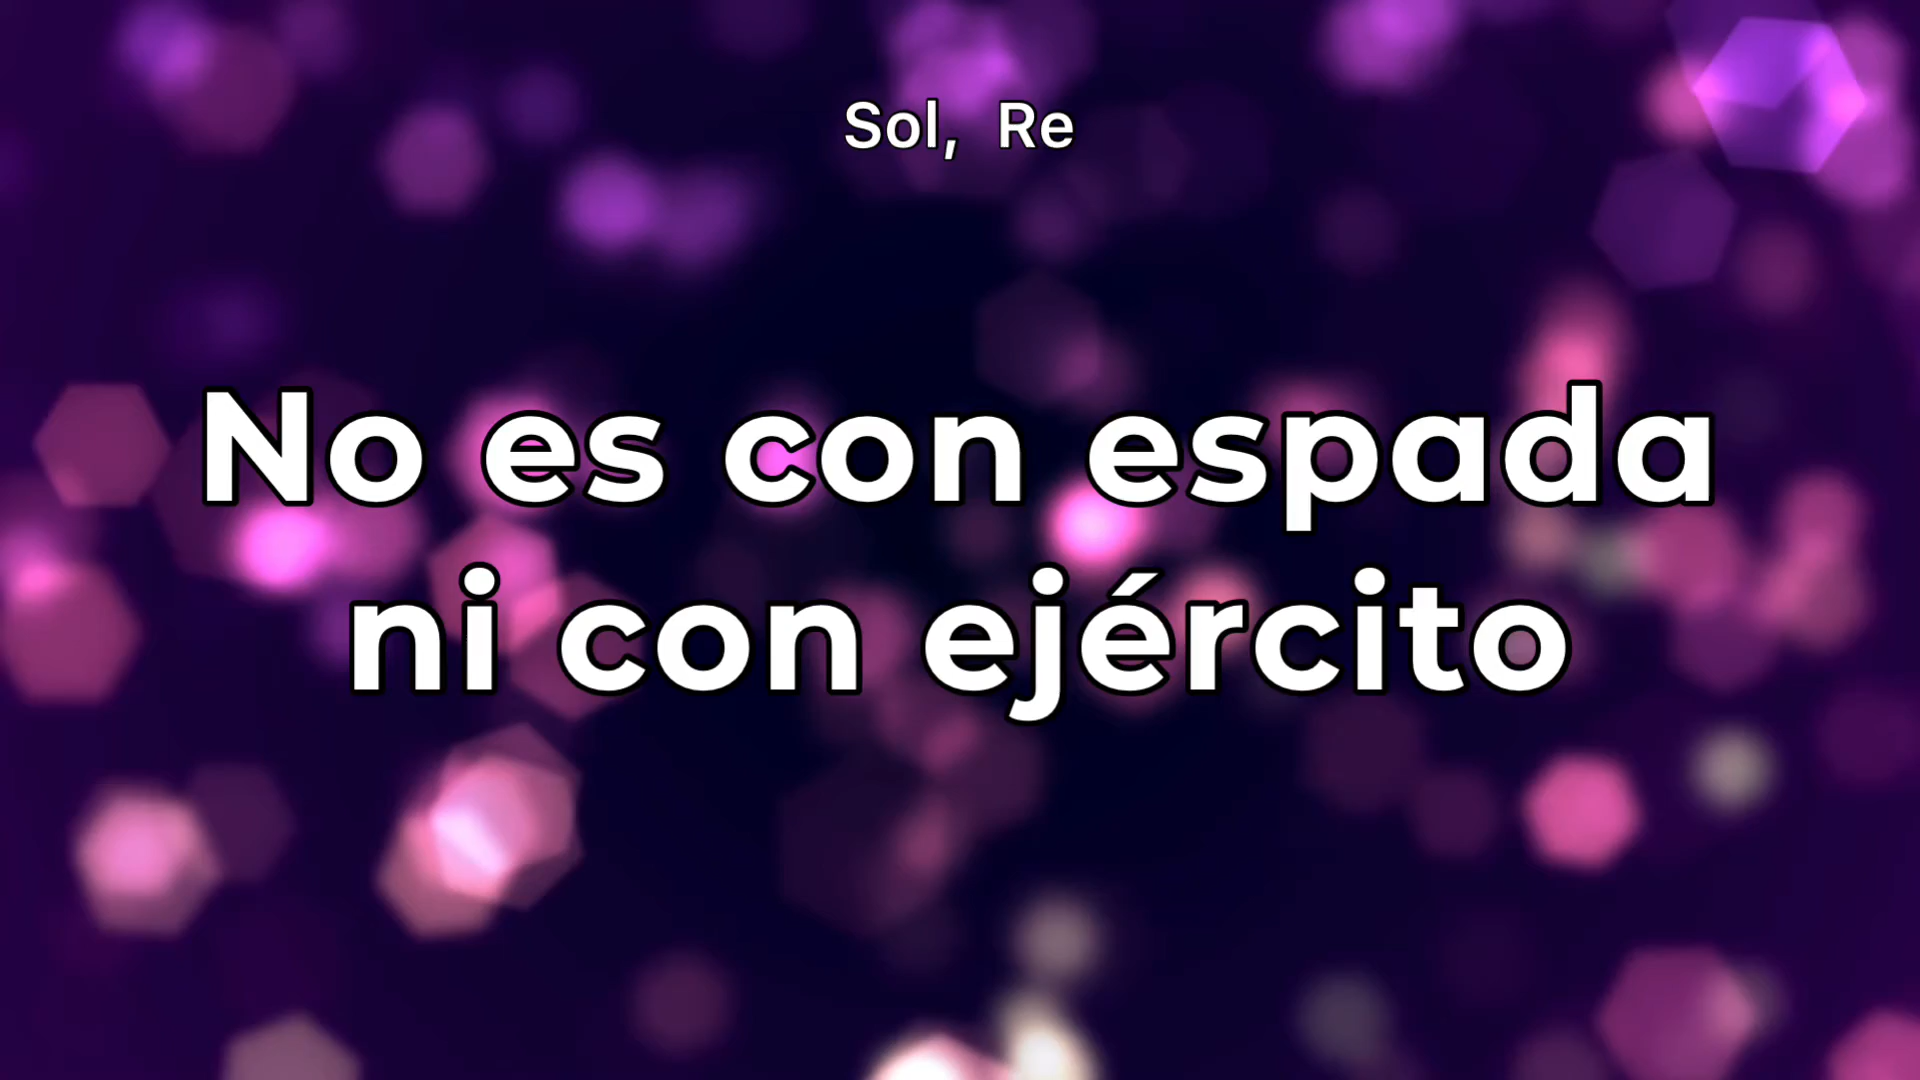 Sol, Re
No es con espada
ni con ejército